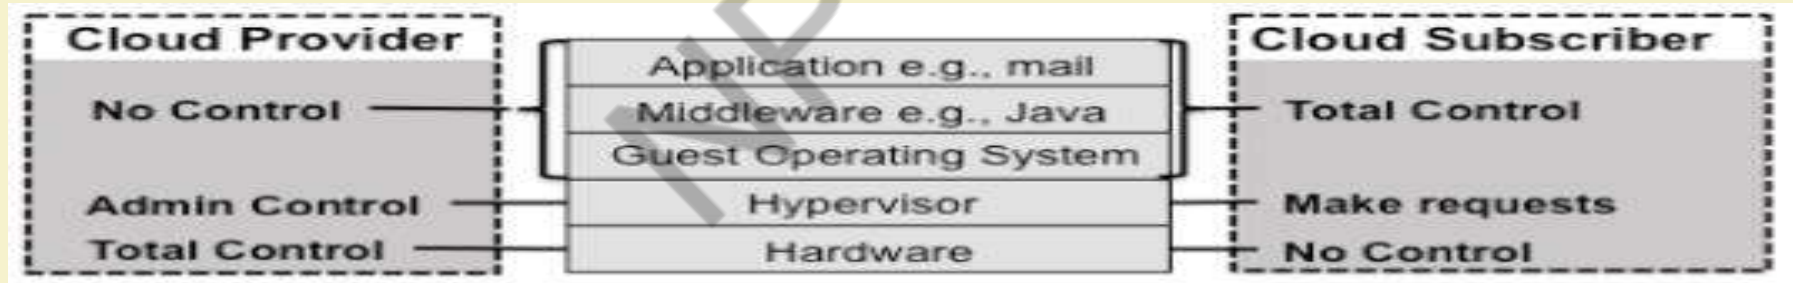 Cloud Provider
No Control
Admin Control
Total Control
Application e.g., mail
Middleware e.g., Java
Guest Operating System
Hypervisor
Hardware
Cloud Subscriber
Total Control
Make requests
No Control